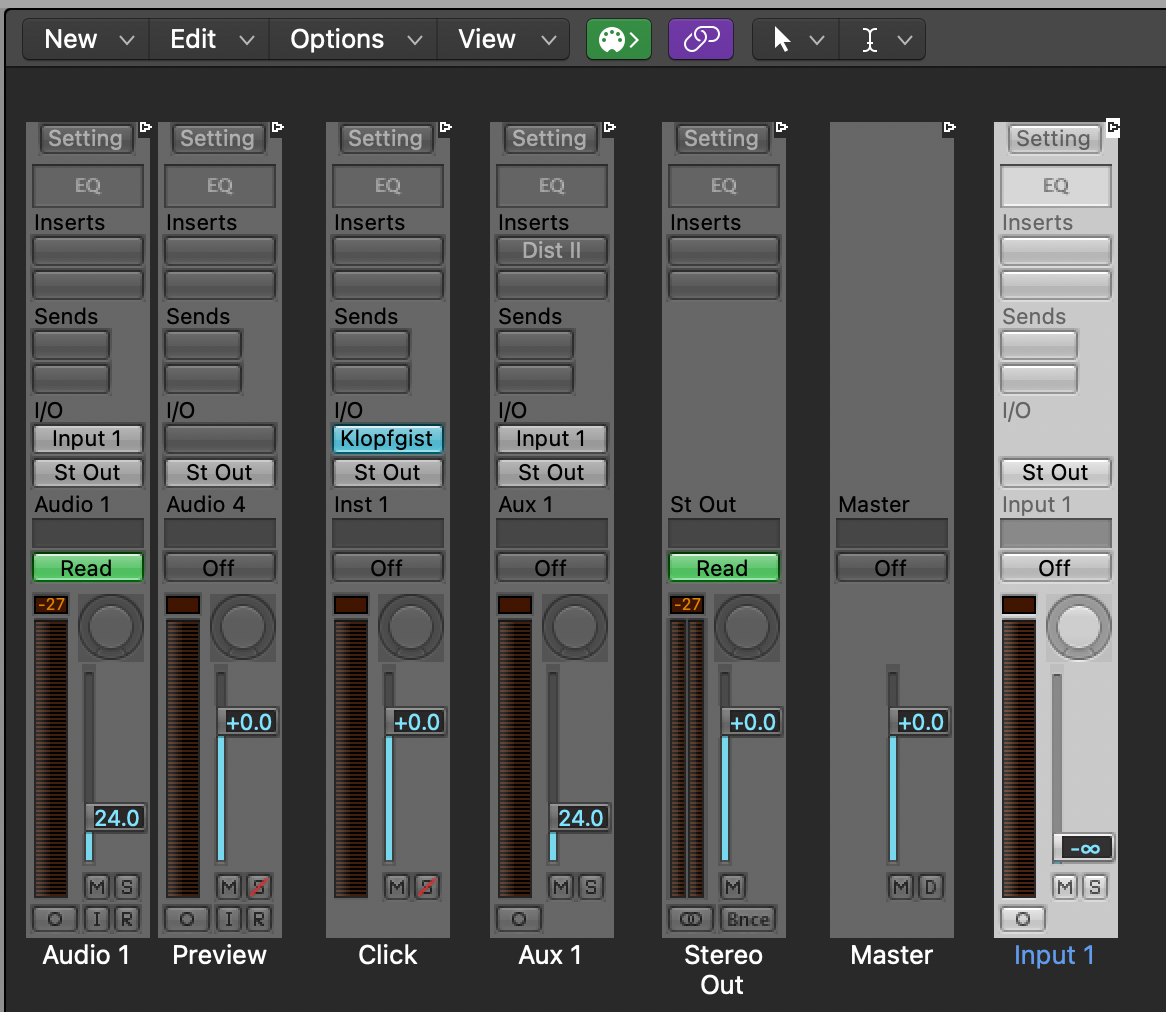 New Edit Options View
Setting Setting Setting Setting Setting Setting
EQ EQ EQ EQ EQ EQ
Inserts Inserts Inserts Inserts Inserts Inserts
Dist II
Sends Sends Sends Sends Sends
I/O I/O I/O I/O I/O
Input 1 Klopfgist Input 1
St Out St Out St Out St Out St Out
Audio 1 Audio 4 Inst 1 Aux 1 St Out Master Input 1
Read Off Off Off Read Off Off
-27 -27
+0.0 +0.0 +0.0 +0.0
24.0 24.0
-∞
M S M S M S M S M M D M S
O I R O I R O Bnce O
Audio 1 Preview Click Aux 1 Stereo Out Master Input 1